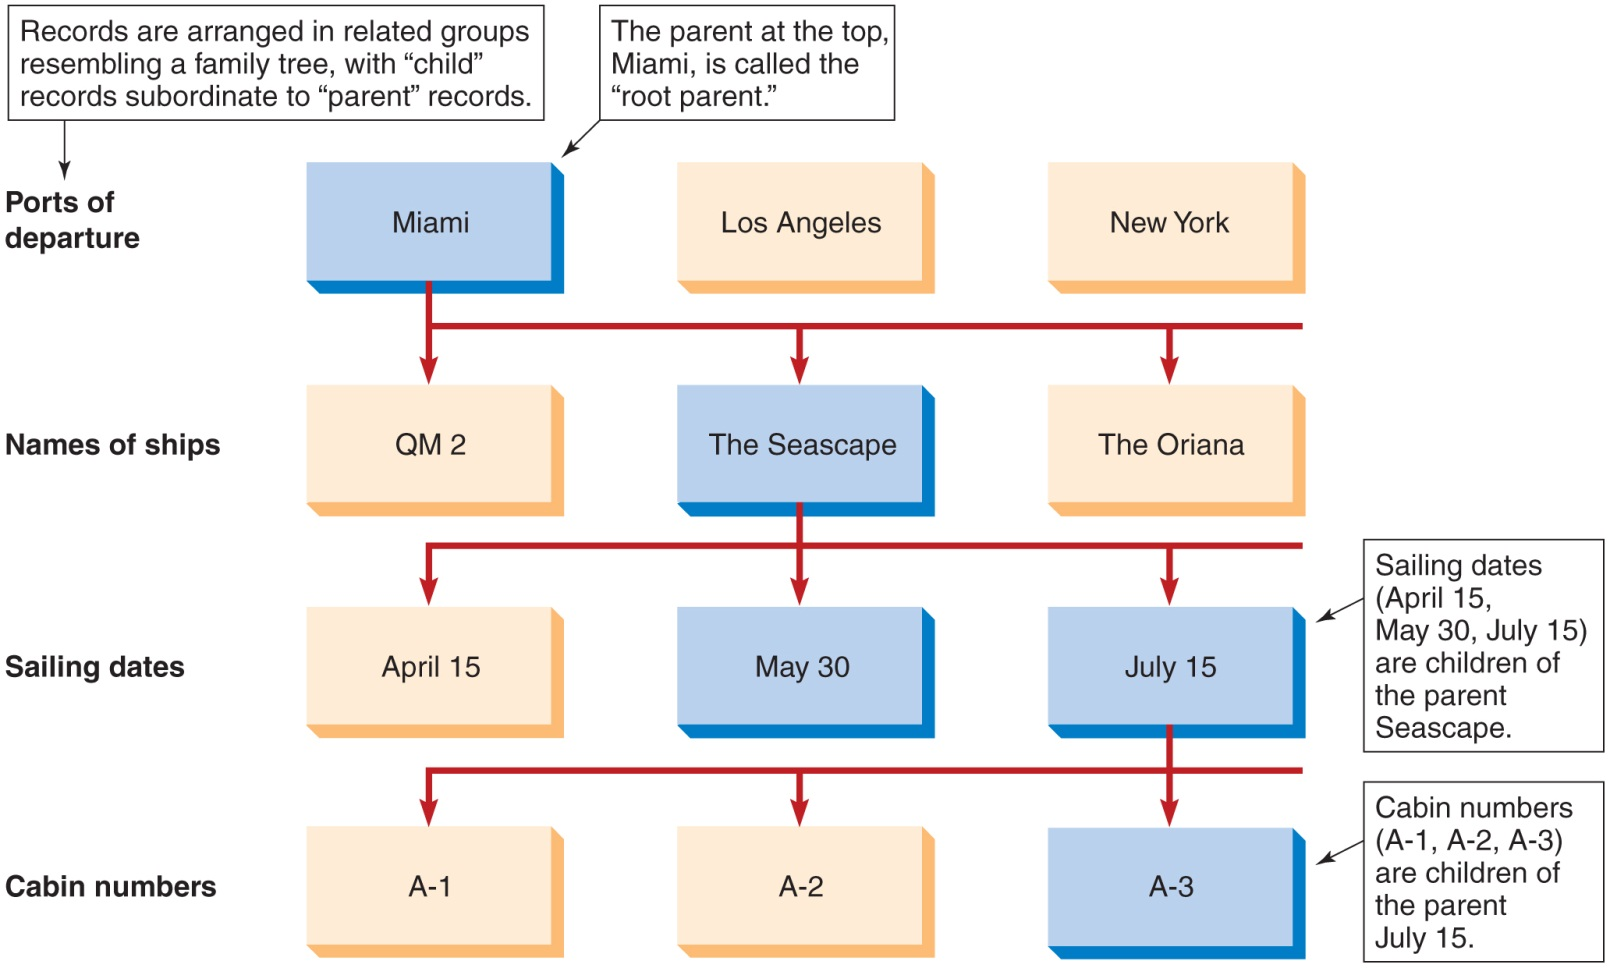 Records are arranged in related groups
resembling a family tree, with “child”
records subordinate to “parent” records.
The parent at the top,
Miami, is called the
“root parent.”
Ports of
departure
Miami
Los Angeles
New York
Names of ships
QM 2
The Seascape
The Oriana
Sailing dates
April 15
May 30
July 15
Sailing dates
(April 15,
May 30, July 15)
are children of
the parent
Seascape.
Cabin numbers
A-1
A-2
A-3
Cabin numbers
(A-1, A-2, A-3)
are children of
the parent
July 15.